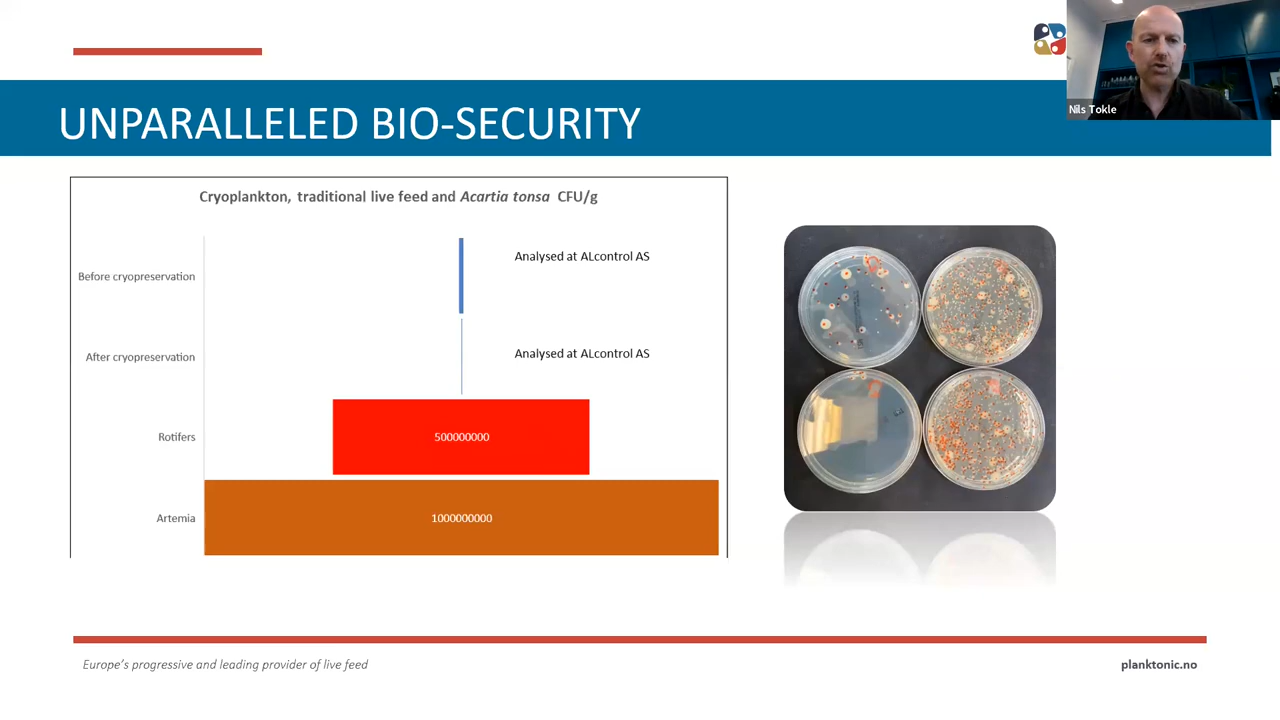 Nils Tokle
UNPARALLELED BIO-SECURITY
Cryoplankton, traditional live feed and Acartia tonsa CFU/g
Before cryopreservation
Analysed at ALcontrol AS
After cryopreservation
Analysed at ALcontrol AS
Rotifers
500000000
Artemia
1000000000
Europe's progressive and leading provider of live feed
planktonic.no